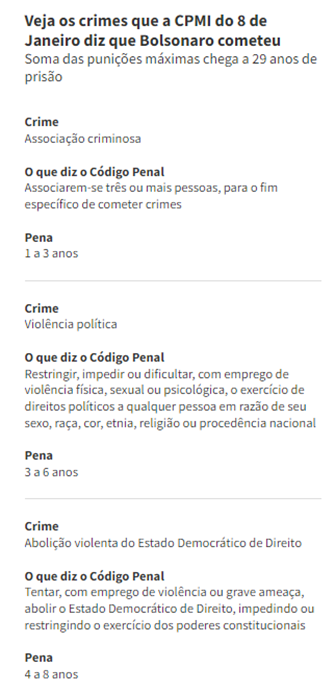 Veja os crimes que a CPMI do 8 de
Janeiro diz que Bolsonaro cometeu
Soma das punições máximas chega a 29 anos de
prisão
Crime
Associação criminosa
O que diz o Código Penal
Associarem-se três ou mais pessoas, para o fim
específico de cometer crimes
Pena
1 a 3 anos
Crime
Violência política
O que diz o Código Penal
Restringir, impedir ou dificultar, com emprego de
violência física, sexual ou psicológica, o exercício de
direitos políticos a qualquer pessoa em razão de seu
sexo, raça, cor, etnia, religião ou procedência nacional
Pena
3 a 6 anos
Crime
Abolição violenta do Estado Democrático de Direito
O que diz o Código Penal
Tentar, com emprego de violência ou grave ameaça,
abolir o Estado Democrático de Direito, impedindo ou
restringindo o exercício dos poderes constitucionais
Pena
4 a 8 anos